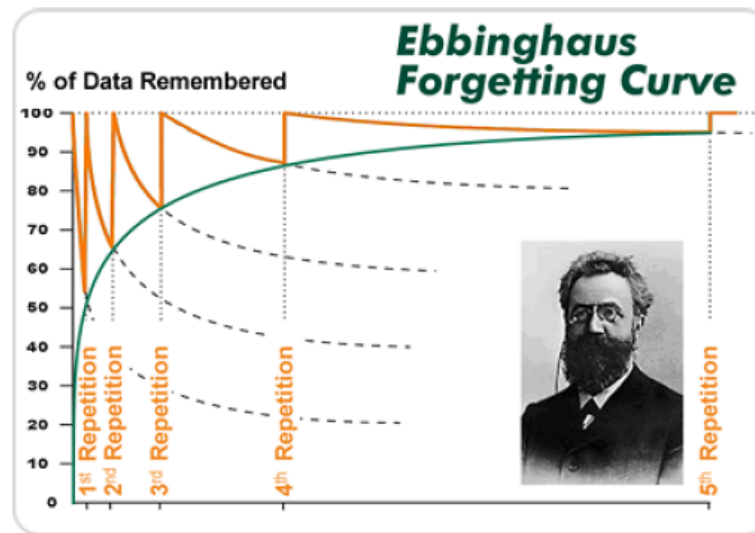 Ebbinghaus
Forgetting Curve
% of Data Remembered
100
90
80
70
60
50
40
30
20
10
0
1st Repetition
2nd Repetition
3rd Repetition
4th Repetition
5th Repetition